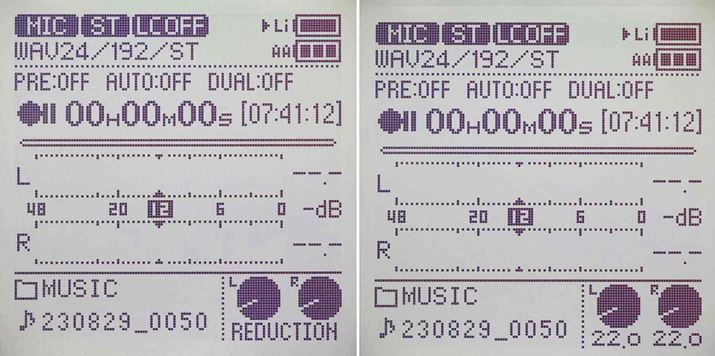 MIC ST LCOFF Li
WAV24/192/ST AA
PRE:OFF AUTO:OFF DUAL:OFF
00H00M00S [07:41:12]
L --.-
48 20 12 6 0 -dB
R --.-
MUSIC L R
230829_0050 REDUCTION
MIC ST LCOFF Li
WAV24/192/ST AA
PRE:OFF AUTO:OFF DUAL:OFF
00H00M00S [07:41:12]
L --.-
48 20 12 6 0 -dB
R --.-
MUSIC L R
230829_0050 22.0 22.0